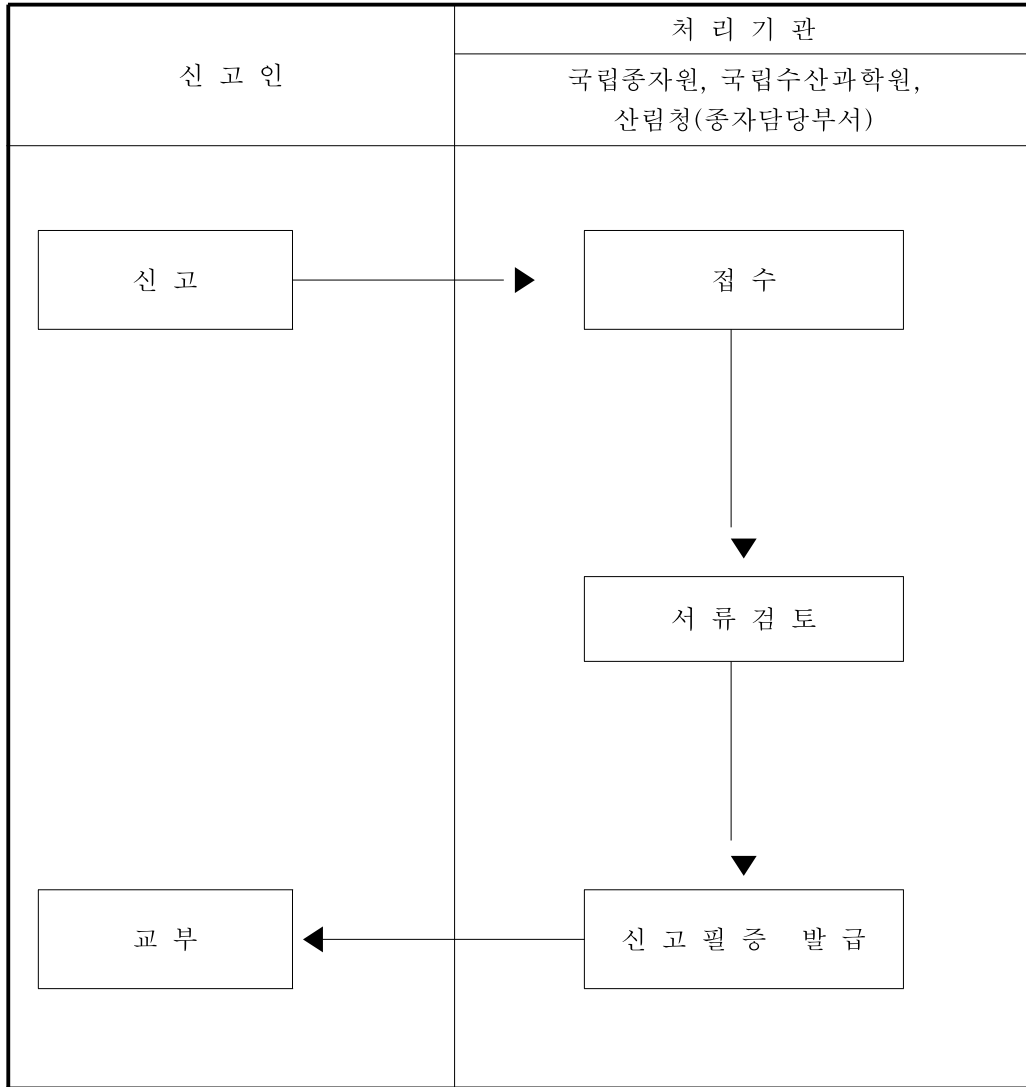 신 고 인
처 리 기 관
국립종자원, 국립수산과학원,
산림청(종자담당부서)
신 고
접 수
서 류 검 토
교 부
신 고 필 증 발 급